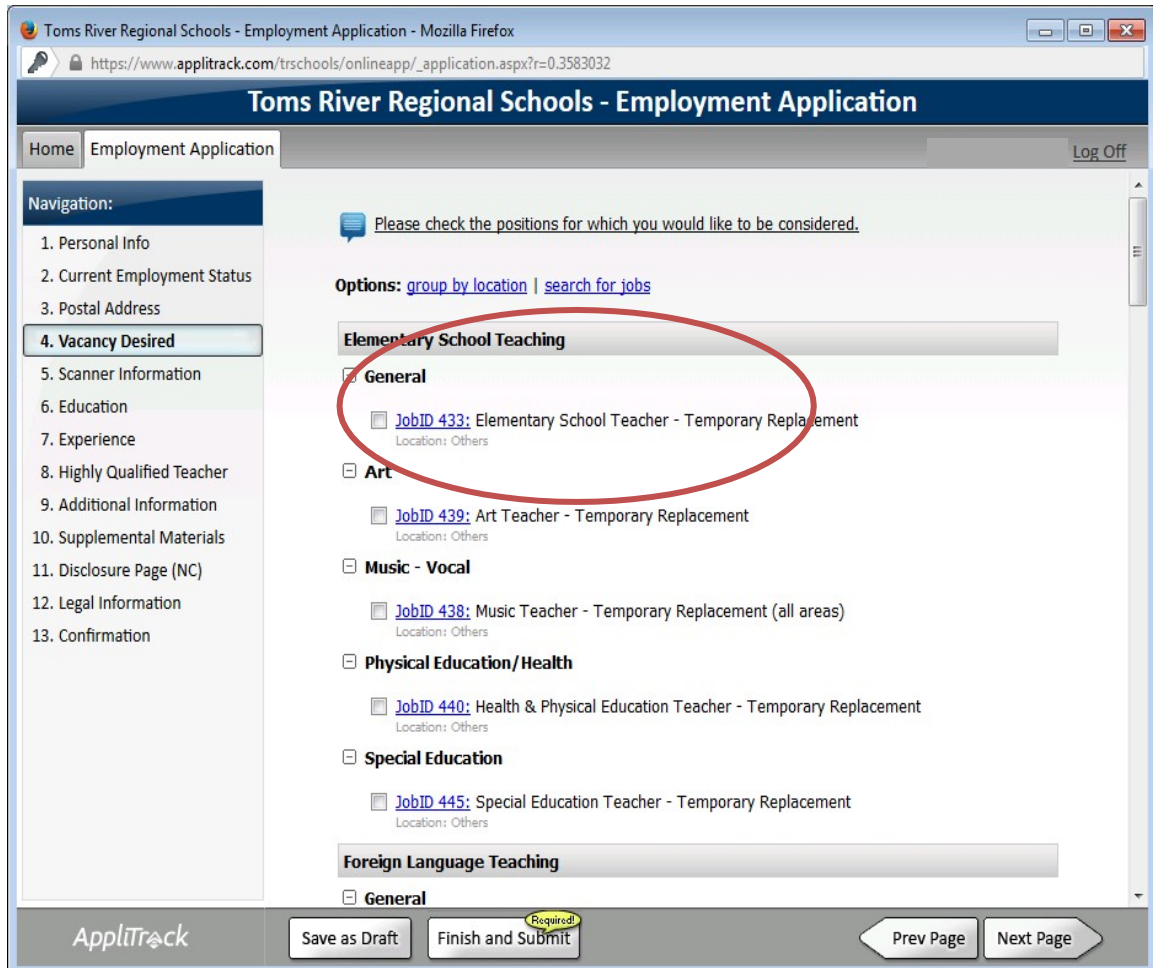 Toms River Regional Schools - Employment Application - Mozilla Firefox
https://www.applitrack.com/trschools/onlineapp/_application.aspx?r=0.3583032
Toms River Regional Schools - Employment Application
Home
Employment Application
Log Off
Navigation:
1. Personal Info
2. Current Employment Status
3. Postal Address
4. Vacancy Desired
5. Scanner Information
6. Education
7. Experience
8. Highly Qualified Teacher
9. Additional Information
10. Supplemental Materials
11. Disclosure Page (NC)
12. Legal Information
13. Confirmation
Please check the positions for which you would like to be considered.
Options: group by location | search for jobs
Elementary School Teaching
General
JobID 433: Elementary School Teacher - Temporary Replacement
Location: Others
Art
JobID 439: Art Teacher - Temporary Replacement
Location: Others
Music - Vocal
JobID 438: Music Teacher - Temporary Replacement (all areas)
Location: Others
Physical Education/Health
JobID 440: Health & Physical Education Teacher - Temporary Replacement
Location: Others
Special Education
JobID 445: Special Education Teacher - Temporary Replacement
Location: Others
Foreign Language Teaching
General
AppliTrack
Save as Draft
Required!
Finish and Submit
Prev Page
Next Page